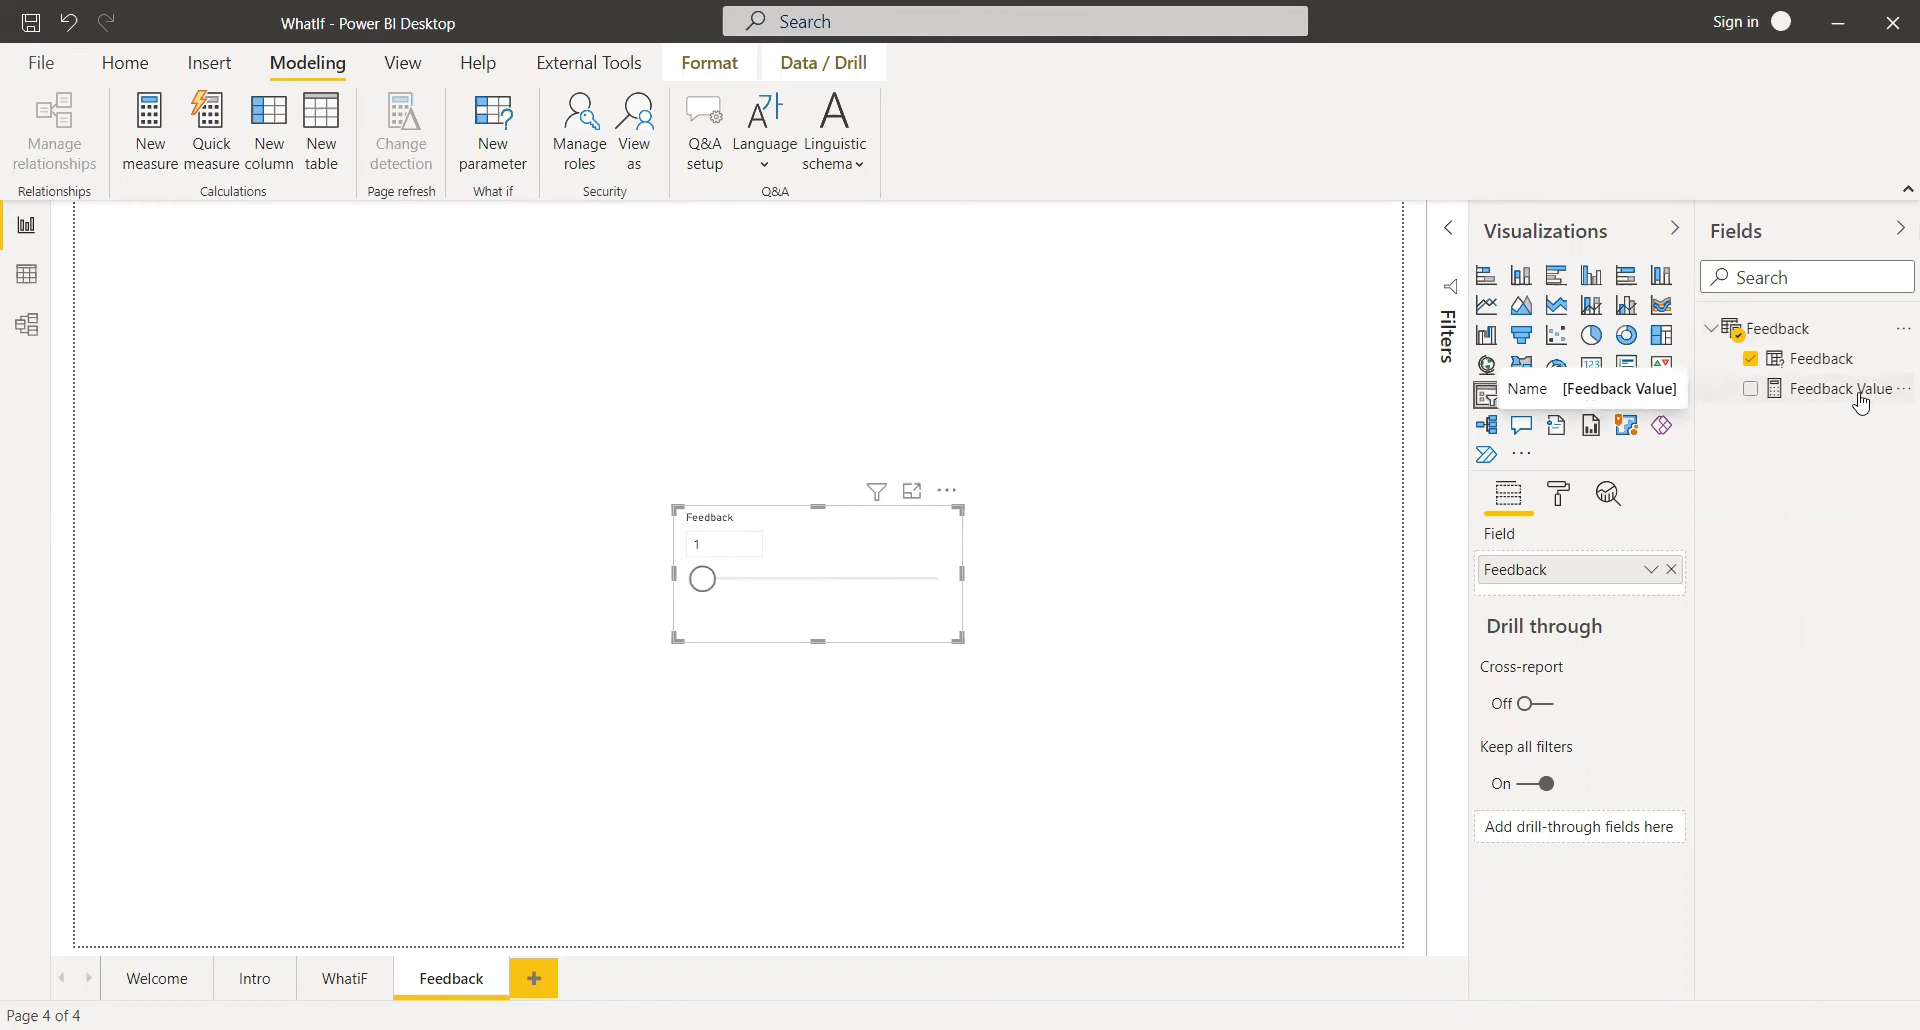 WhatIf - Power BI Desktop
Search
Sign in
File
Home
Insert
Modeling
View
Help
External Tools
Format
Data / Drill
Manage
relationships
New
measure
Quick
measure
New
column
New
table
Change
detection
New
parameter
Manage
roles
View
as
Q&A
setup
Language
Linguistic
schema
Relationships
Calculations
Page refresh
What if
Security
Q&A
Filters
Visualizations
Name [Feedback Value]
123
Field
Feedback
Drill through
Cross-report
Off
Keep all filters
On
Add drill-through fields here
Fields
Search
Feedback
Feedback
Feedback Value
Feedback
1
Welcome
Intro
WhatiF
Feedback
Page 4 of 4